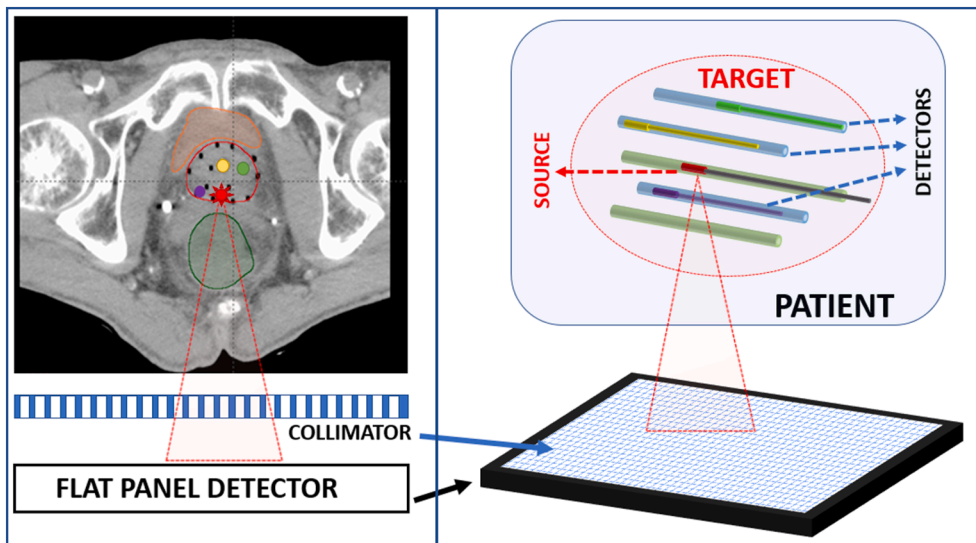 COLLIMATOR
FLAT PANEL DETECTOR
TARGET
SOURCE
DETECTORS
PATIENT